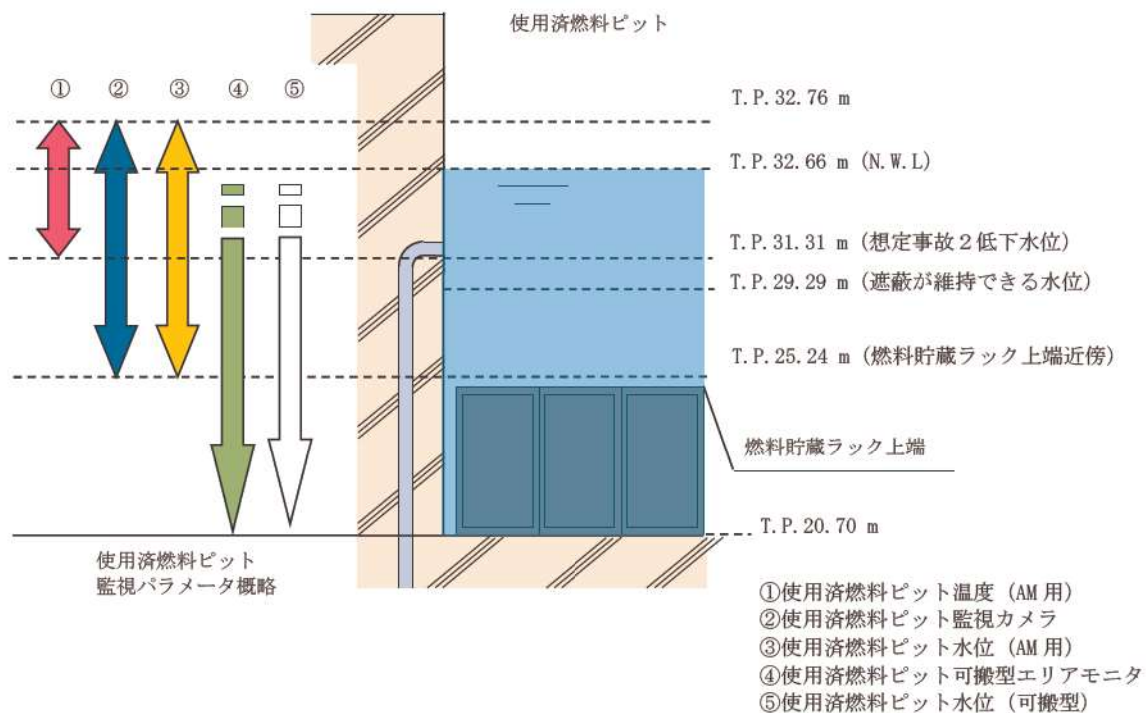 使用済燃料ピット
① ② ③ ④ ⑤
T.P.32.76 m
T.P.32.66 m (N.W.L)
T.P.31.31 m (想定事故2低下水位)
T.P.29.29 m (遮蔽が維持できる水位)
T.P.25.24 m (燃料貯蔵ラック上端近傍)
燃料貯蔵ラック上端
T.P.20.70 m
使用済燃料ピット
監視パラメータ概略
①使用済燃料ピット温度 (AM用)
②使用済燃料ピット監視カメラ
③使用済燃料ピット水位 (AM用)
④使用済燃料ピット可搬型エリアモニタ
⑤使用済燃料ピット水位 (可搬型)